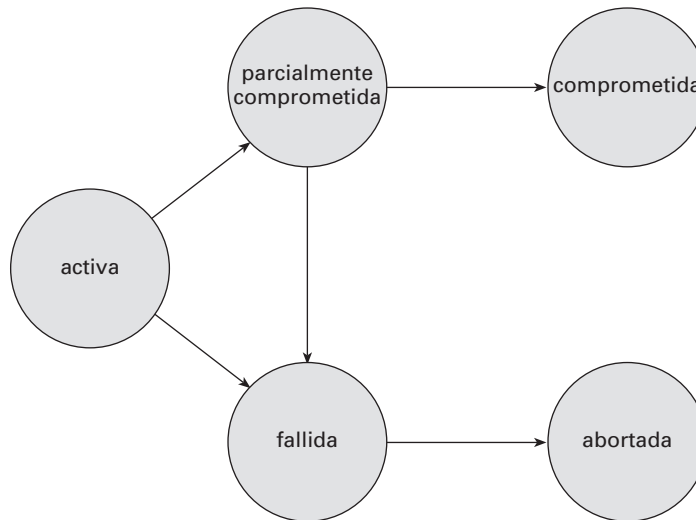 parcialmente
comprometida
comprometida
activa
fallida
abortada